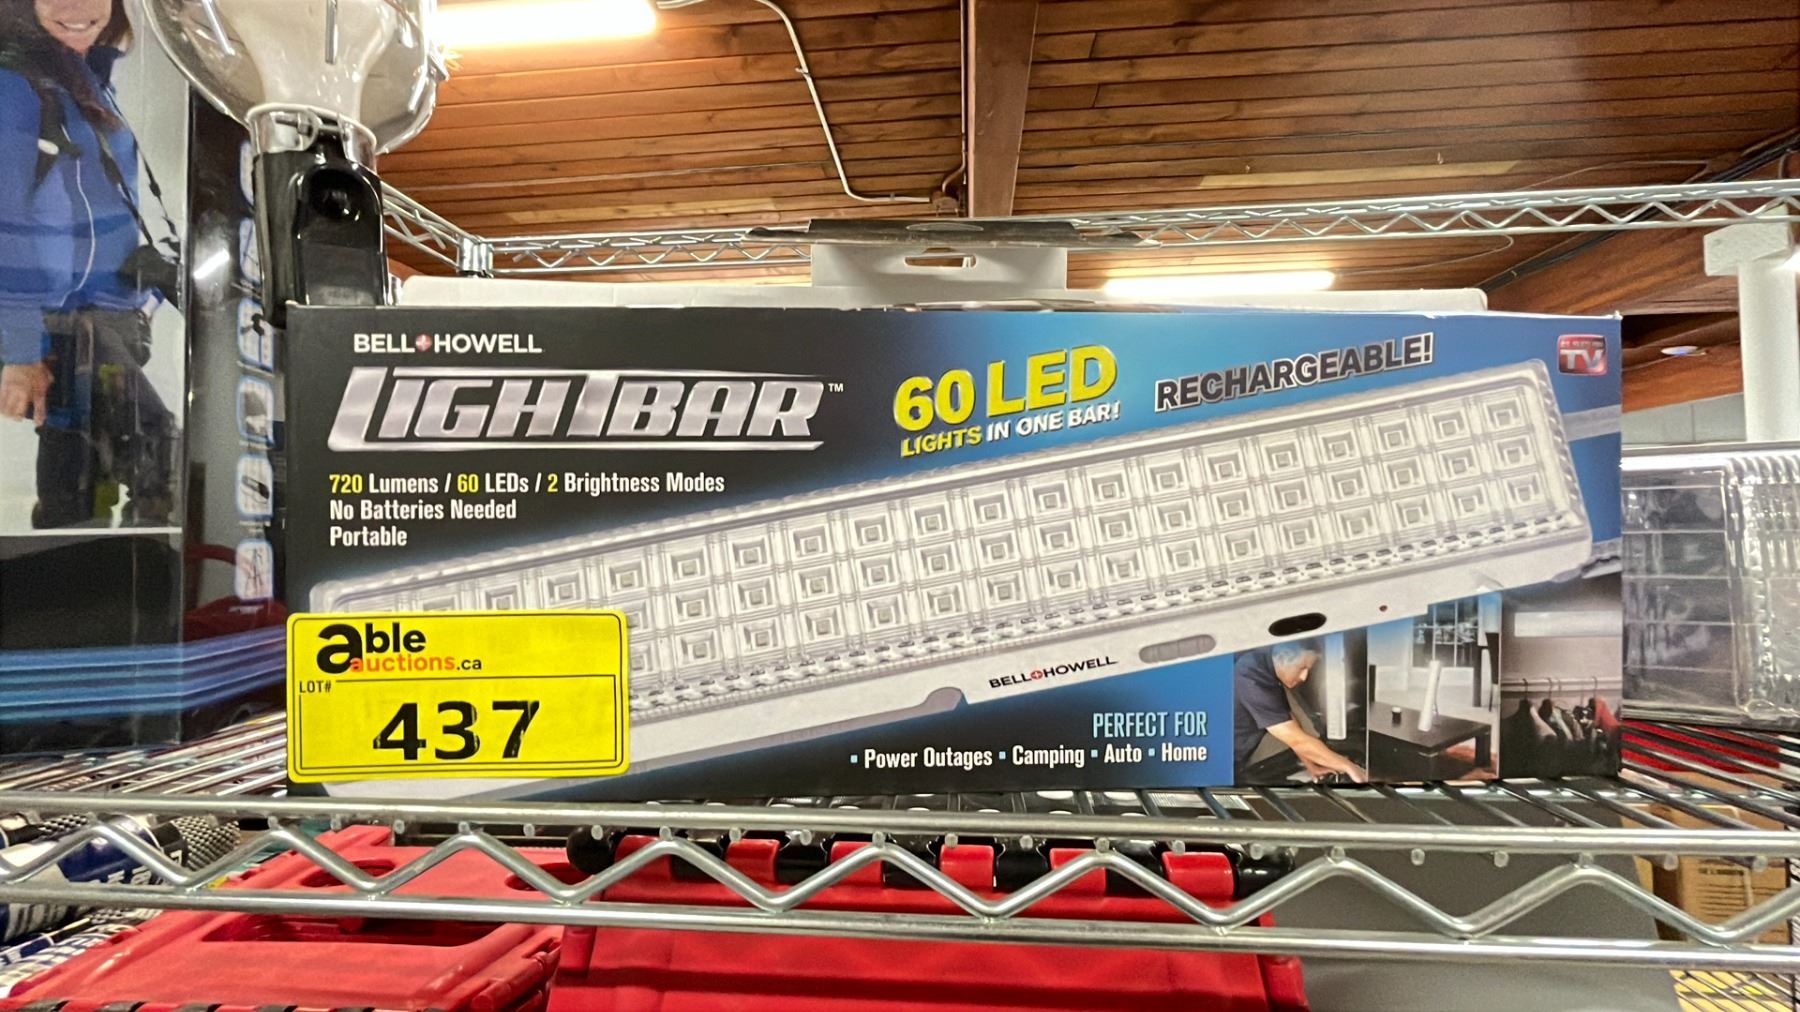 BELL+HOWELL
LIGHTBAR™
720 Lumens / 60 LEDs / 2 Brightness Modes
No Batteries Needed
Portable
60 LED
LIGHTS IN ONE BAR!
RECHARGEABLE!
TV
BELL+HOWELL
PERFECT FOR
▪ Power Outages ▪ Camping ▪ Auto ▪ Home
able
auctions.ca
LOT#
437